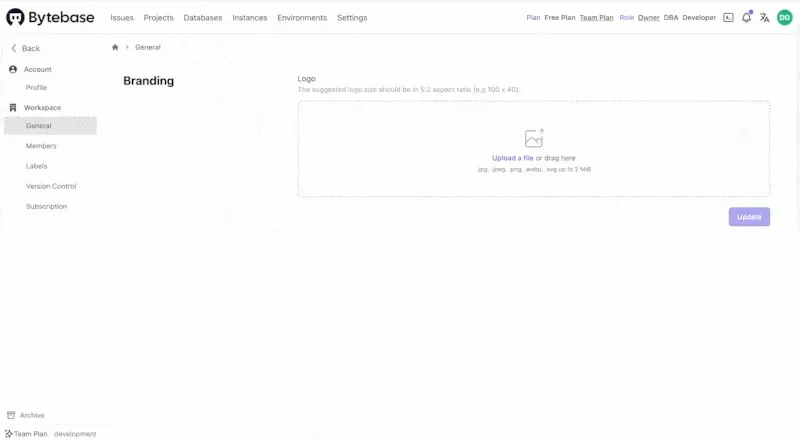 Bytebase Issues Projects Databases Instances Environments Settings Plan Free Plan Team Plan Role Owner DBA Developer DO
Back
General
Account
Profile
Workspace
General
Members
Labels
Version Control
Subscription
Branding
Logo
The suggested logo size should be in 5:2 aspect ratio (e.g 100 x 40).
Upload a file or drag here
.jpg, .jpeg, .png, .webp, .svg up to 2 MiB
Update
Archive
Team Plan development